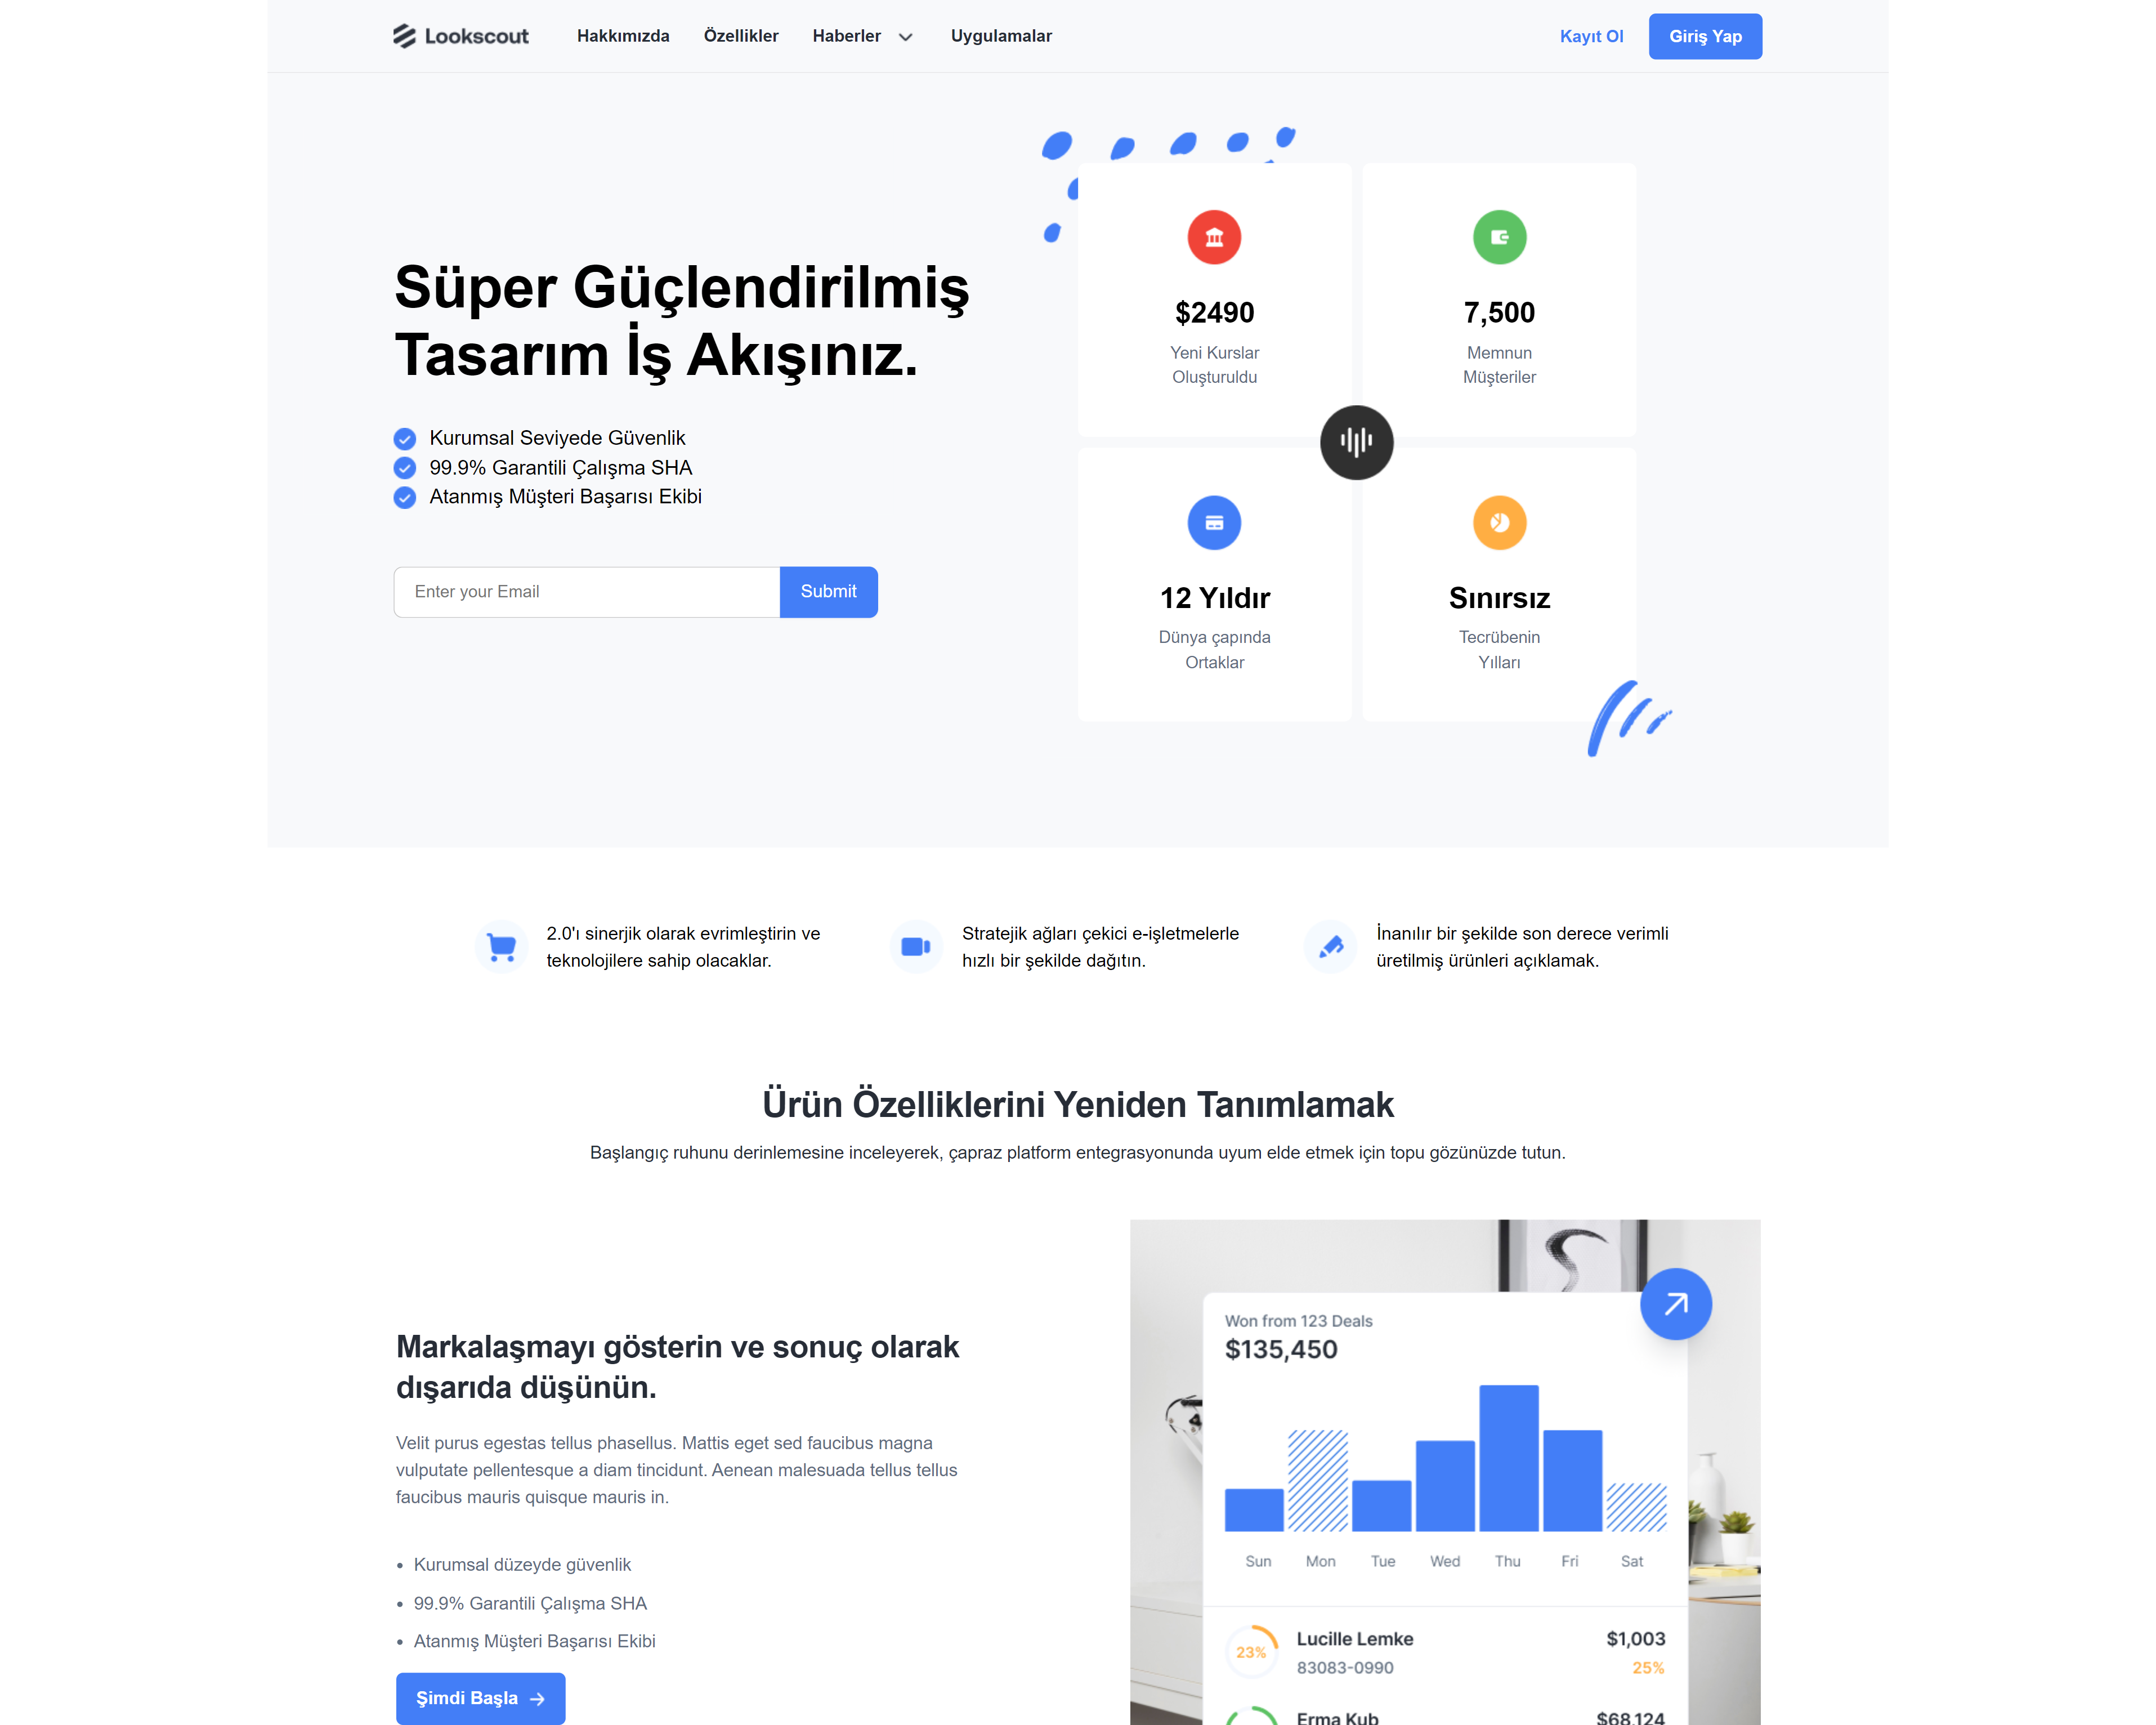 Lookscout
Hakkımızda
Özellikler
Haberler
Uygulamalar
Kayıt Ol
Giriş Yap
Süper Güçlendirilmiş
Tasarım İş Akışınız.
Kurumsal Seviyede Güvenlik
99.9% Garantili Çalışma SHA
Atanmış Müşteri Başarısı Ekibi
Enter your Email
Submit
$2490
Yeni Kurslar
Oluşturuldu
7,500
Memnun
Müşteriler
12 Yıldır
Dünya çapında
Ortaklar
Sınırsız
Tecrübenin
Yılları
2.0'ı sinerjik olarak evrimleştirin ve
teknolojilere sahip olacaklar.
Stratejik ağları çekici e-işletmelerle
hızlı bir şekilde dağıtın.
İnanılır bir şekilde son derece verimli
üretilmiş ürünleri açıklamak.
Ürün Özelliklerini Yeniden Tanımlamak
Başlangıç ruhunu derinlemesine inceleyerek, çapraz platform entegrasyonunda uyum elde etmek için topu gözünüzde tutun.
Markalaşmayı gösterin ve sonuç olarak
dışarıda düşünün.
Velit purus egestas tellus phasellus. Mattis eget sed faucibus magna
vulputate pellentesque a diam tincidunt. Aenean malesuada tellus tellus
faucibus mauris quisque mauris in.
Kurumsal düzeyde güvenlik
99.9% Garantili Çalışma SHA
Atanmış Müşteri Başarısı Ekibi
Şimdi Başla
Won from 123 Deals
$135,450
Sun Mon Tue Wed Thu Fri Sat
23%
Lucille Lemke
83083-0990
$1,003
25%
Erma Kub
$68,124